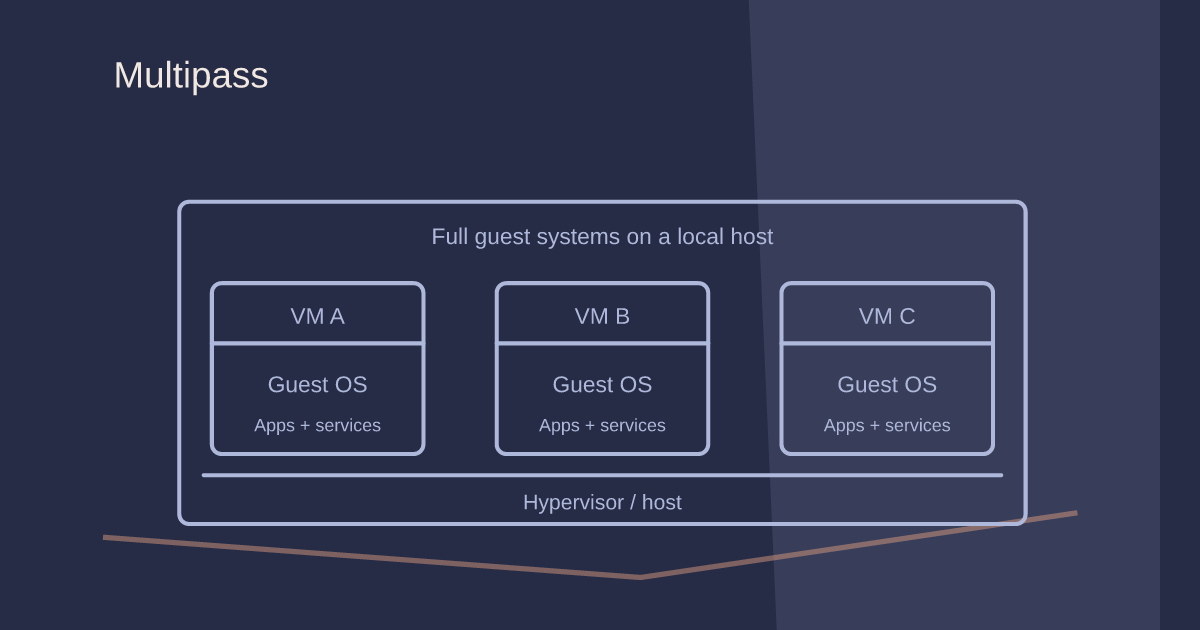 Multipass
Full guest systems on a local host
VM A
VM B
VM C
Guest OS
Guest OS
Guest OS
Apps + services
Apps + services
Apps + services
Hypervisor / host